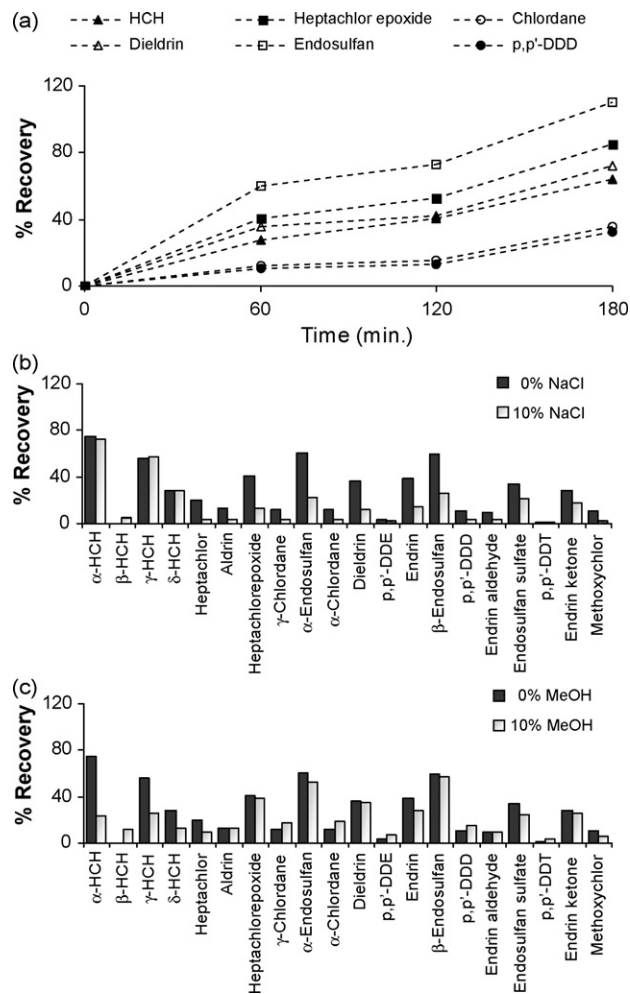 (a)
HCH Heptachlor epoxide Chlordane
Dieldrin Endosulfan p,p'-DDD
120
80
40
0
% Recovery
0 60 120 180
Time (min.)
(b)
120
80
40
0
% Recovery
0% NaCl
10% NaCl
α-HCH
β-HCH
γ-HCH
δ-HCH
Heptachlor
Aldrin
Heptachlorepoxide
γ-Chlordane
α-Endosulfan
α-Chlordane
Dieldrin
p,p'-DDE
Endrin
β-Endosulfan
p,p'-DDD
Endrin aldehyde
Endosulfan sulfate
p,p'-DDT
Endrin ketone
Methoxychlor
(c)
120
80
40
0
% Recovery
0% MeOH
10% MeOH
α-HCH
β-HCH
γ-HCH
δ-HCH
Heptachlor
Aldrin
Heptachlorepoxide
γ-Chlordane
α-Endosulfan
α-Chlordane
Dieldrin
p,p'-DDE
Endrin
β-Endosulfan
p,p'-DDD
Endrin aldehyde
Endosulfan sulfate
p,p'-DDT
Endrin ketone
Methoxychlor